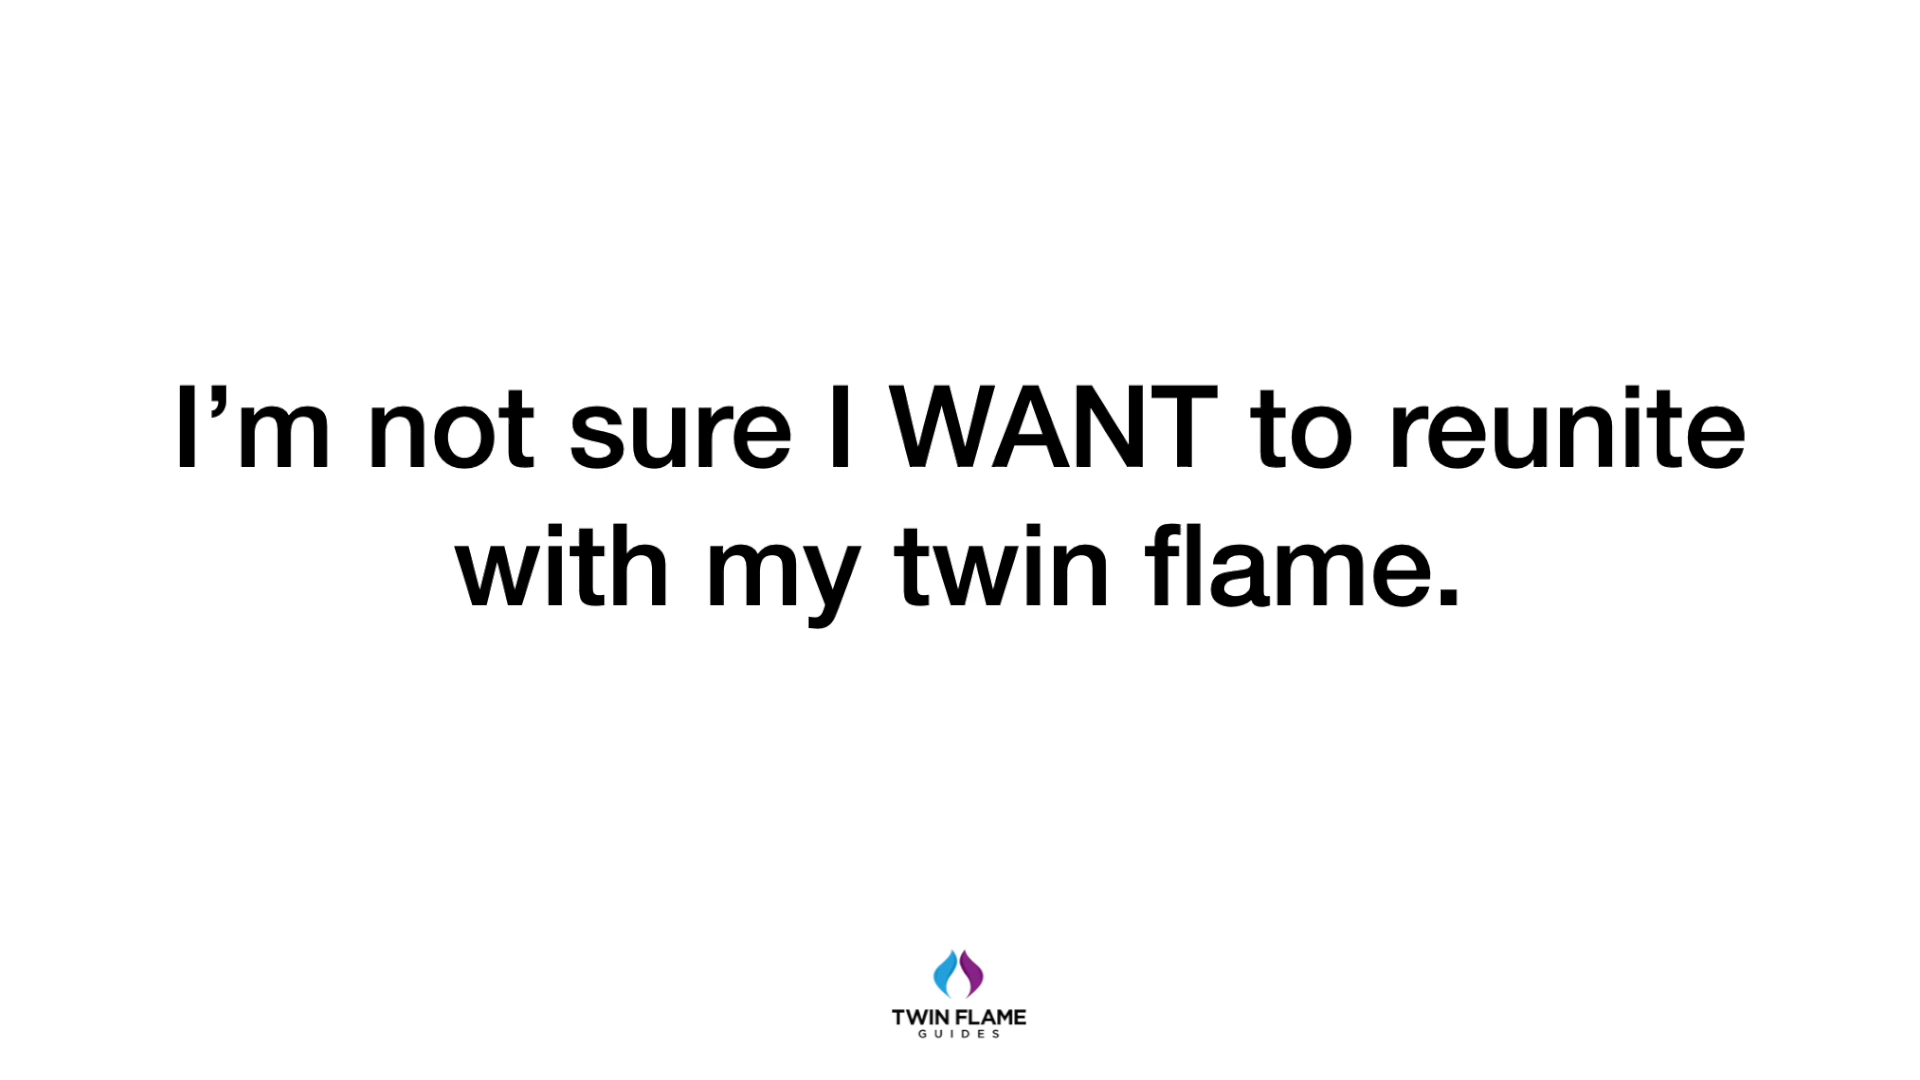 I’m not sure I WANT to reunite
with my twin flame.
TWIN FLAME
GUIDES